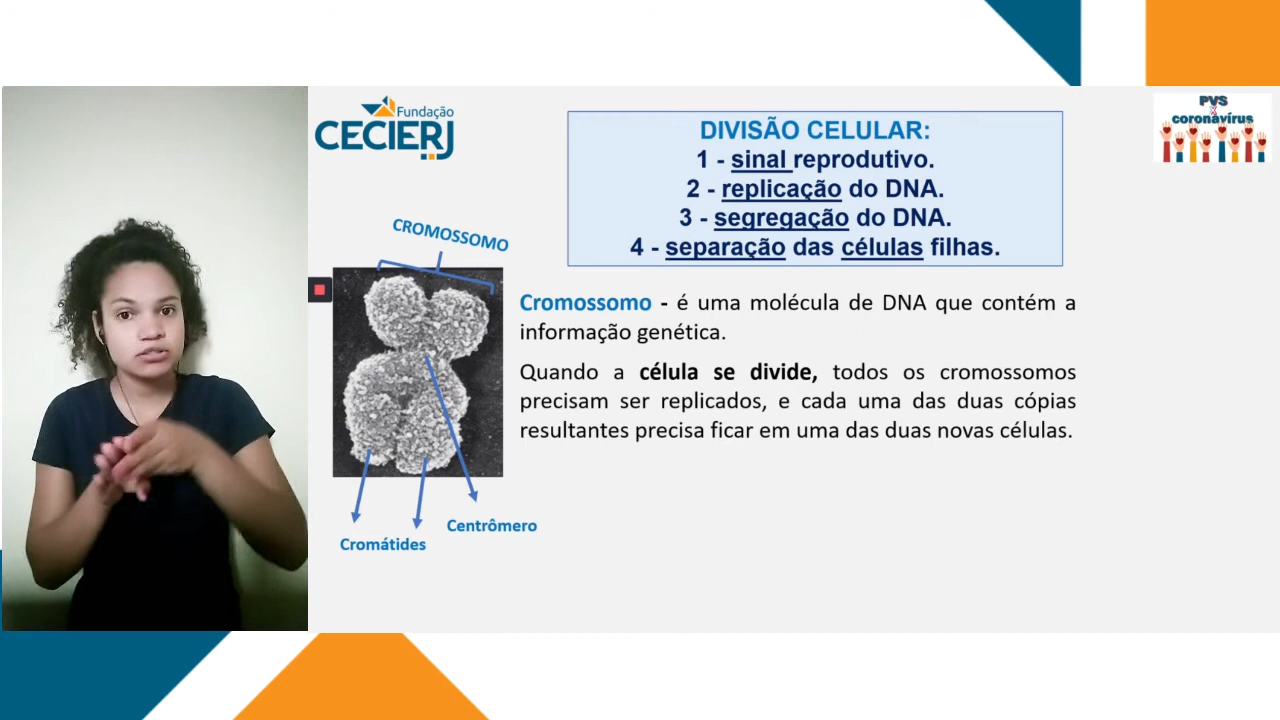 Fundação
CECIERJ
PVS
coronavírus
DIVISÃO CELULAR:
1 - sinal reprodutivo.
2 - replicação do DNA.
3 - segregação do DNA.
4 - separação das células filhas.
CROMOSSOMO
Cromossomo - é uma molécula de DNA que contém a
informação genética.
Quando a célula se divide, todos os cromossomos
precisam ser replicados, e cada uma das duas cópias
resultantes precisa ficar em uma das duas novas células.
Centrômero
Cromátides